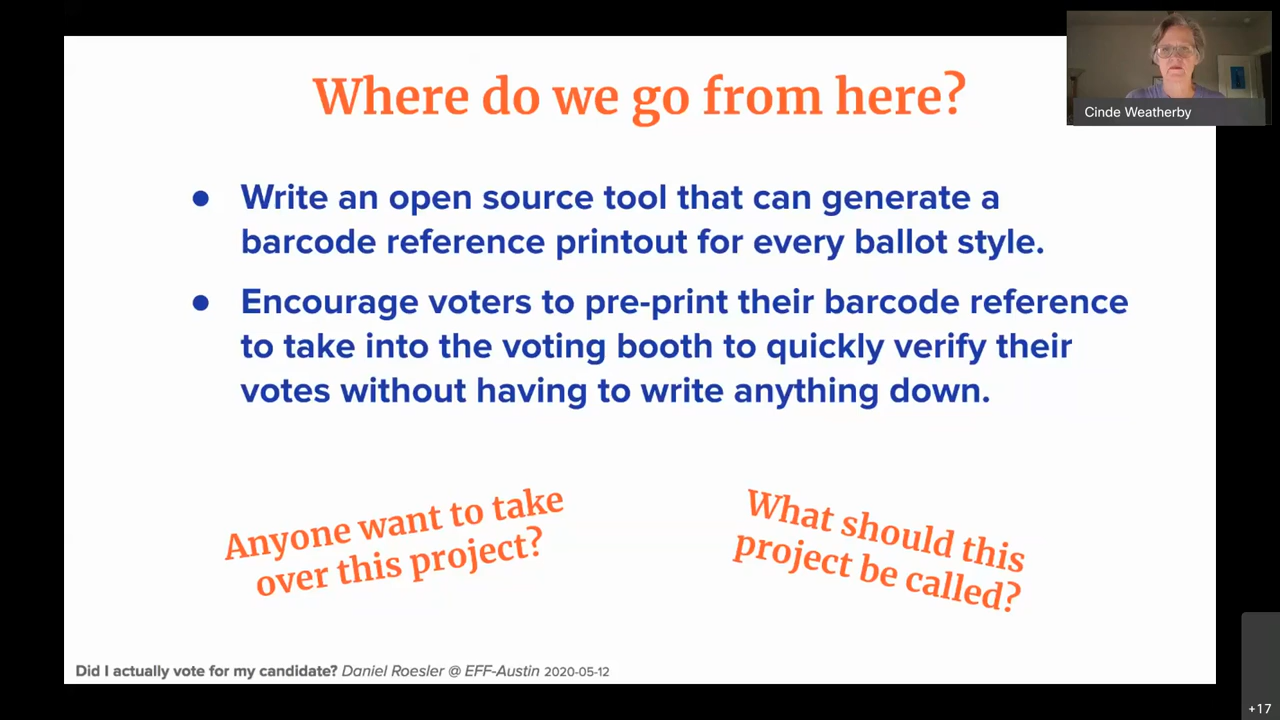 Where do we go from here?
Cinde Weatherby
● Write an open source tool that can generate a
barcode reference printout for every ballot style.
● Encourage voters to pre-print their barcode reference
to take into the voting booth to quickly verify their
votes without having to write anything down.
Anyone want to take
over this project?
What should this
project be called?
Did I actually vote for my candidate? Daniel Roesler @ EFF-Austin 2020-05-12
+17